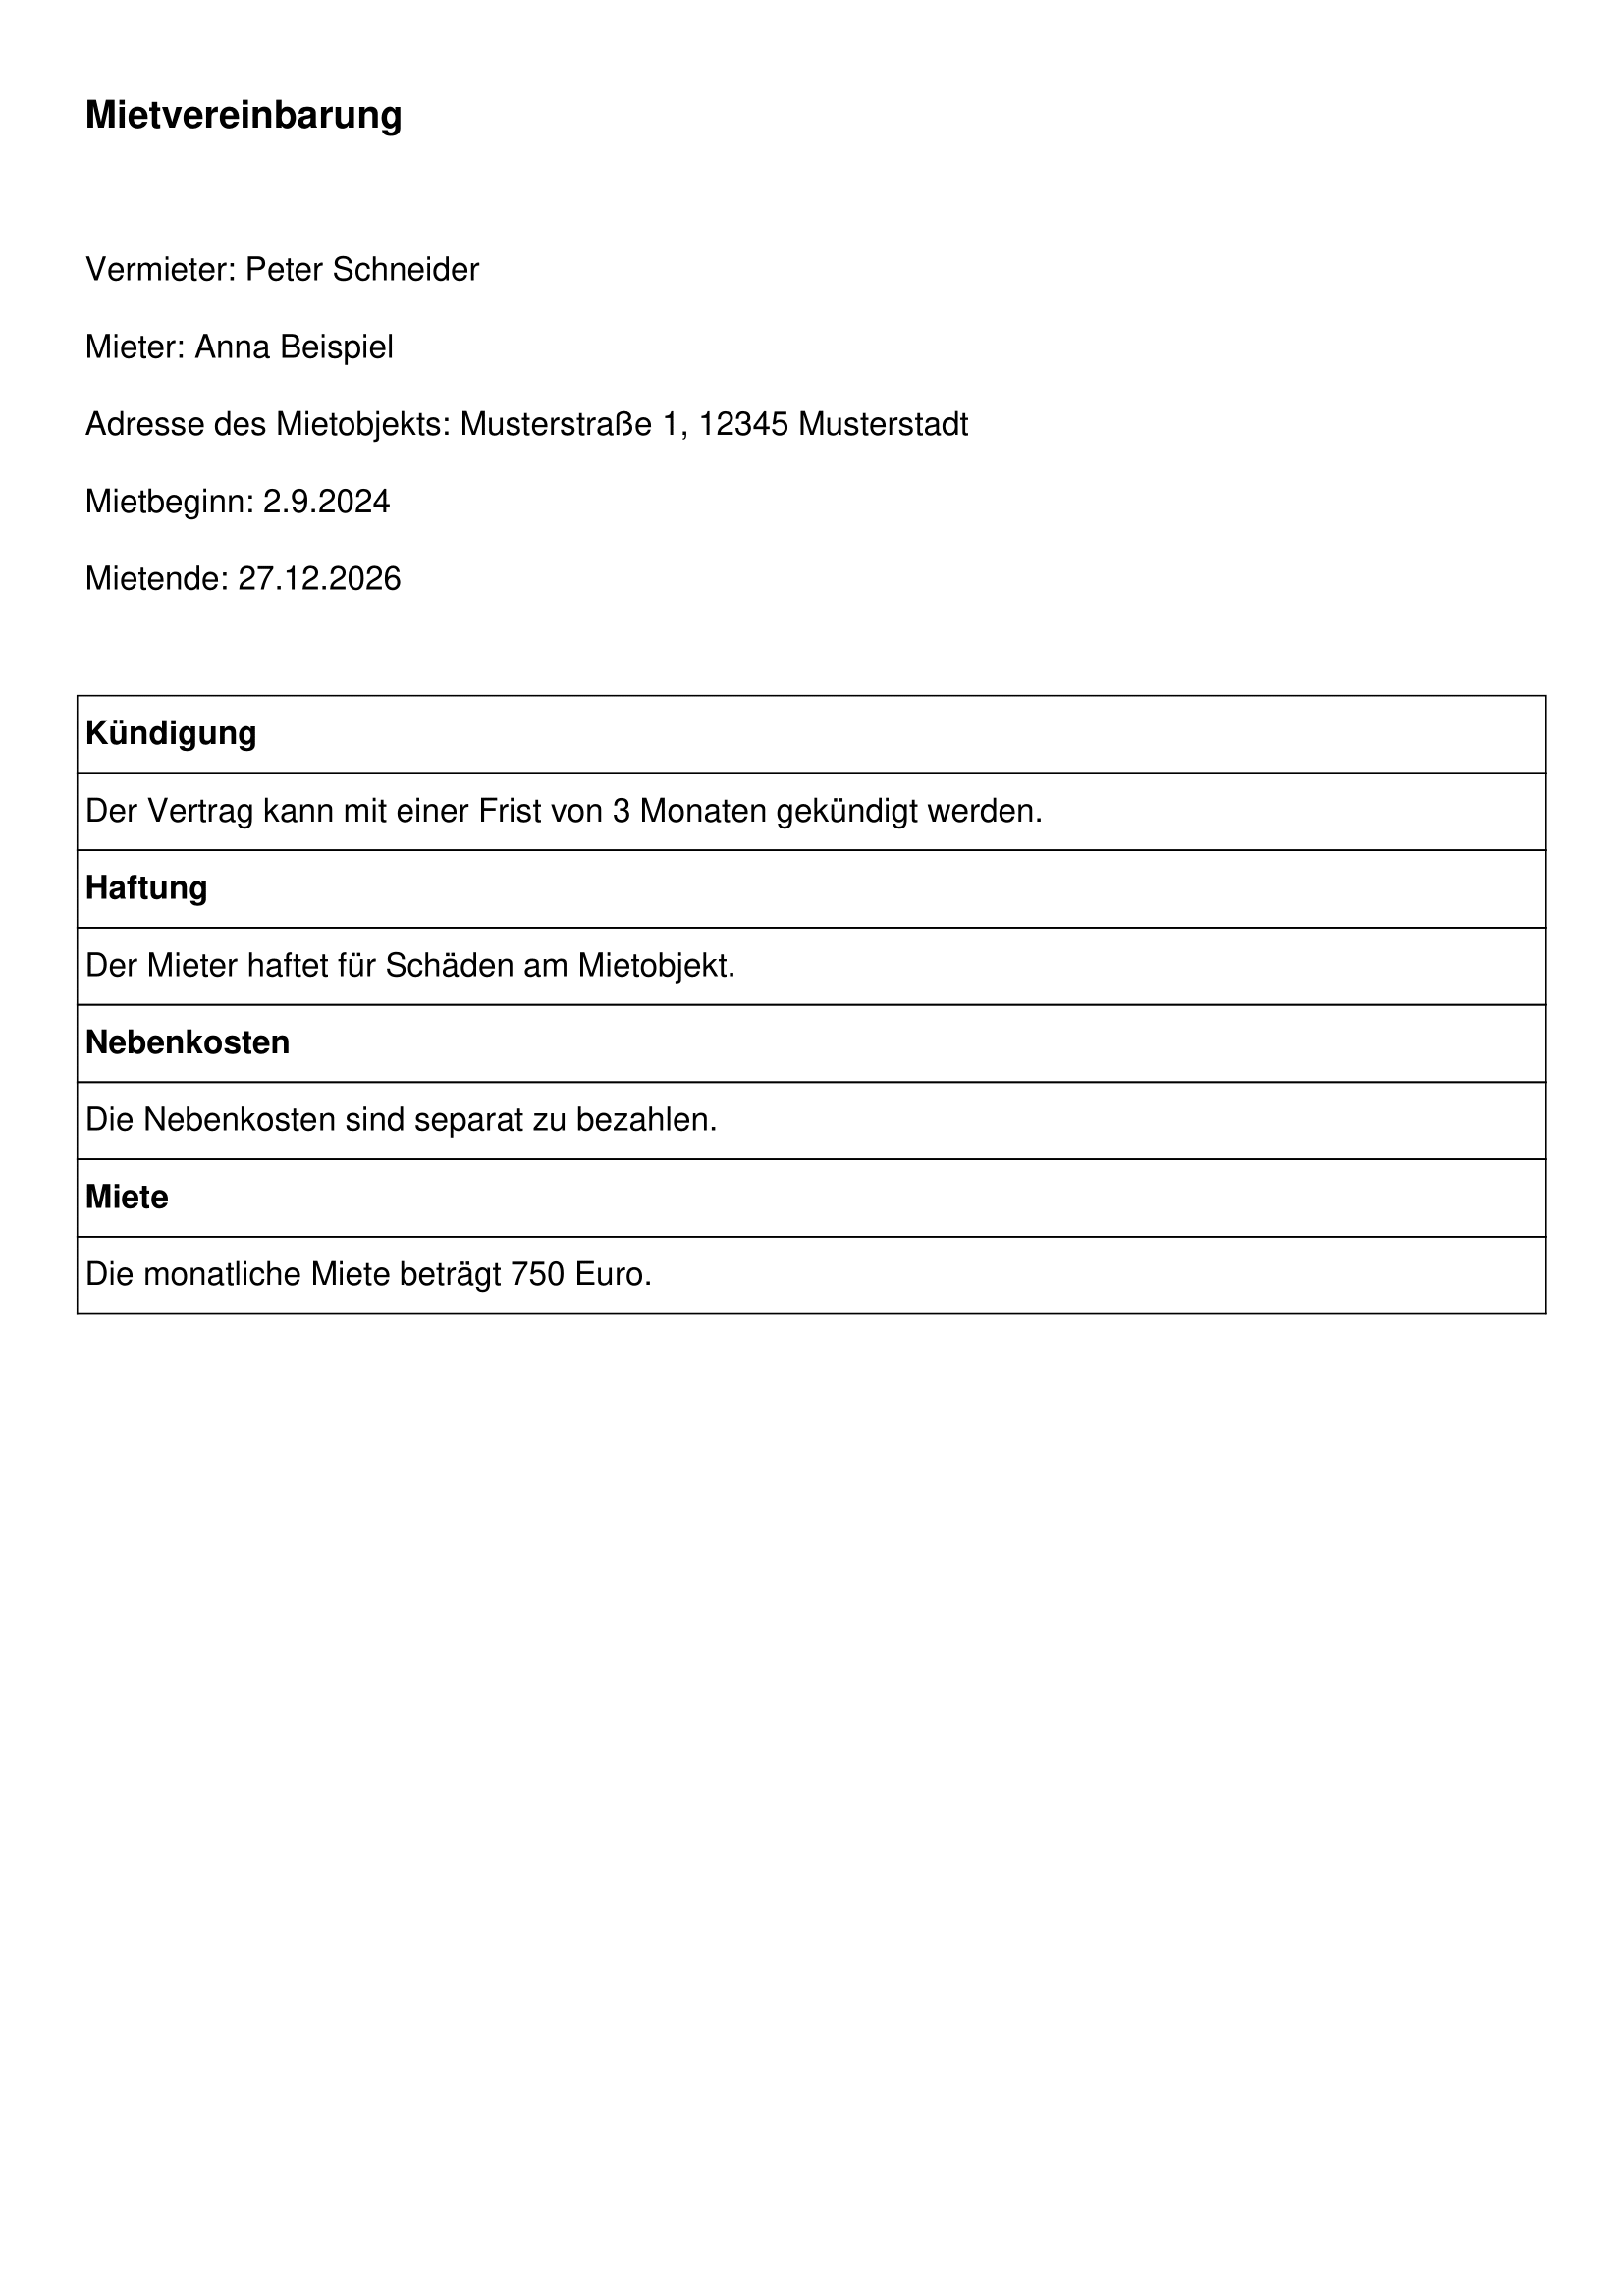 Mietvereinbarung
Vermieter: Peter Schneider
Mieter: Anna Beispiel
Adresse des Mietobjekts: Musterstraße 1, 12345 Musterstadt
Mietbeginn: 2.9.2024
Mietende: 27.12.2026
Kündigung
Der Vertrag kann mit einer Frist von 3 Monaten gekündigt werden.
Haftung
Der Mieter haftet für Schäden am Mietobjekt.
Nebenkosten
Die Nebenkosten sind separat zu bezahlen.
Miete
Die monatliche Miete beträgt 750 Euro.